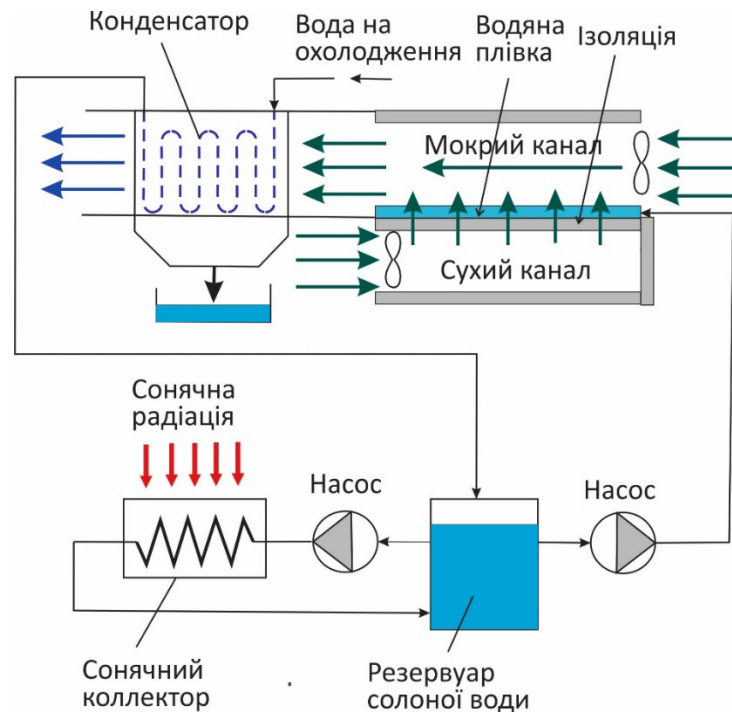 Конденсатор
Вода на
охолодження
Водяна
плівка
Ізоляція
Мокрий канал
Сухий канал
Сонячна
радіація
Насос
Насос
Сонячний
коллектор
Резервуар
солоної води